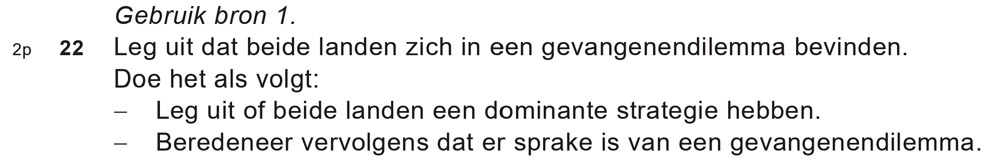 Gebruik bron 1.
2p 22 Leg uit dat beide landen zich in een gevangenendilemma bevinden.
Doe het als volgt:
– Leg uit of beide landen een dominante strategie hebben.
– Beredeneer vervolgens dat er sprake is van een gevangenendilemma.